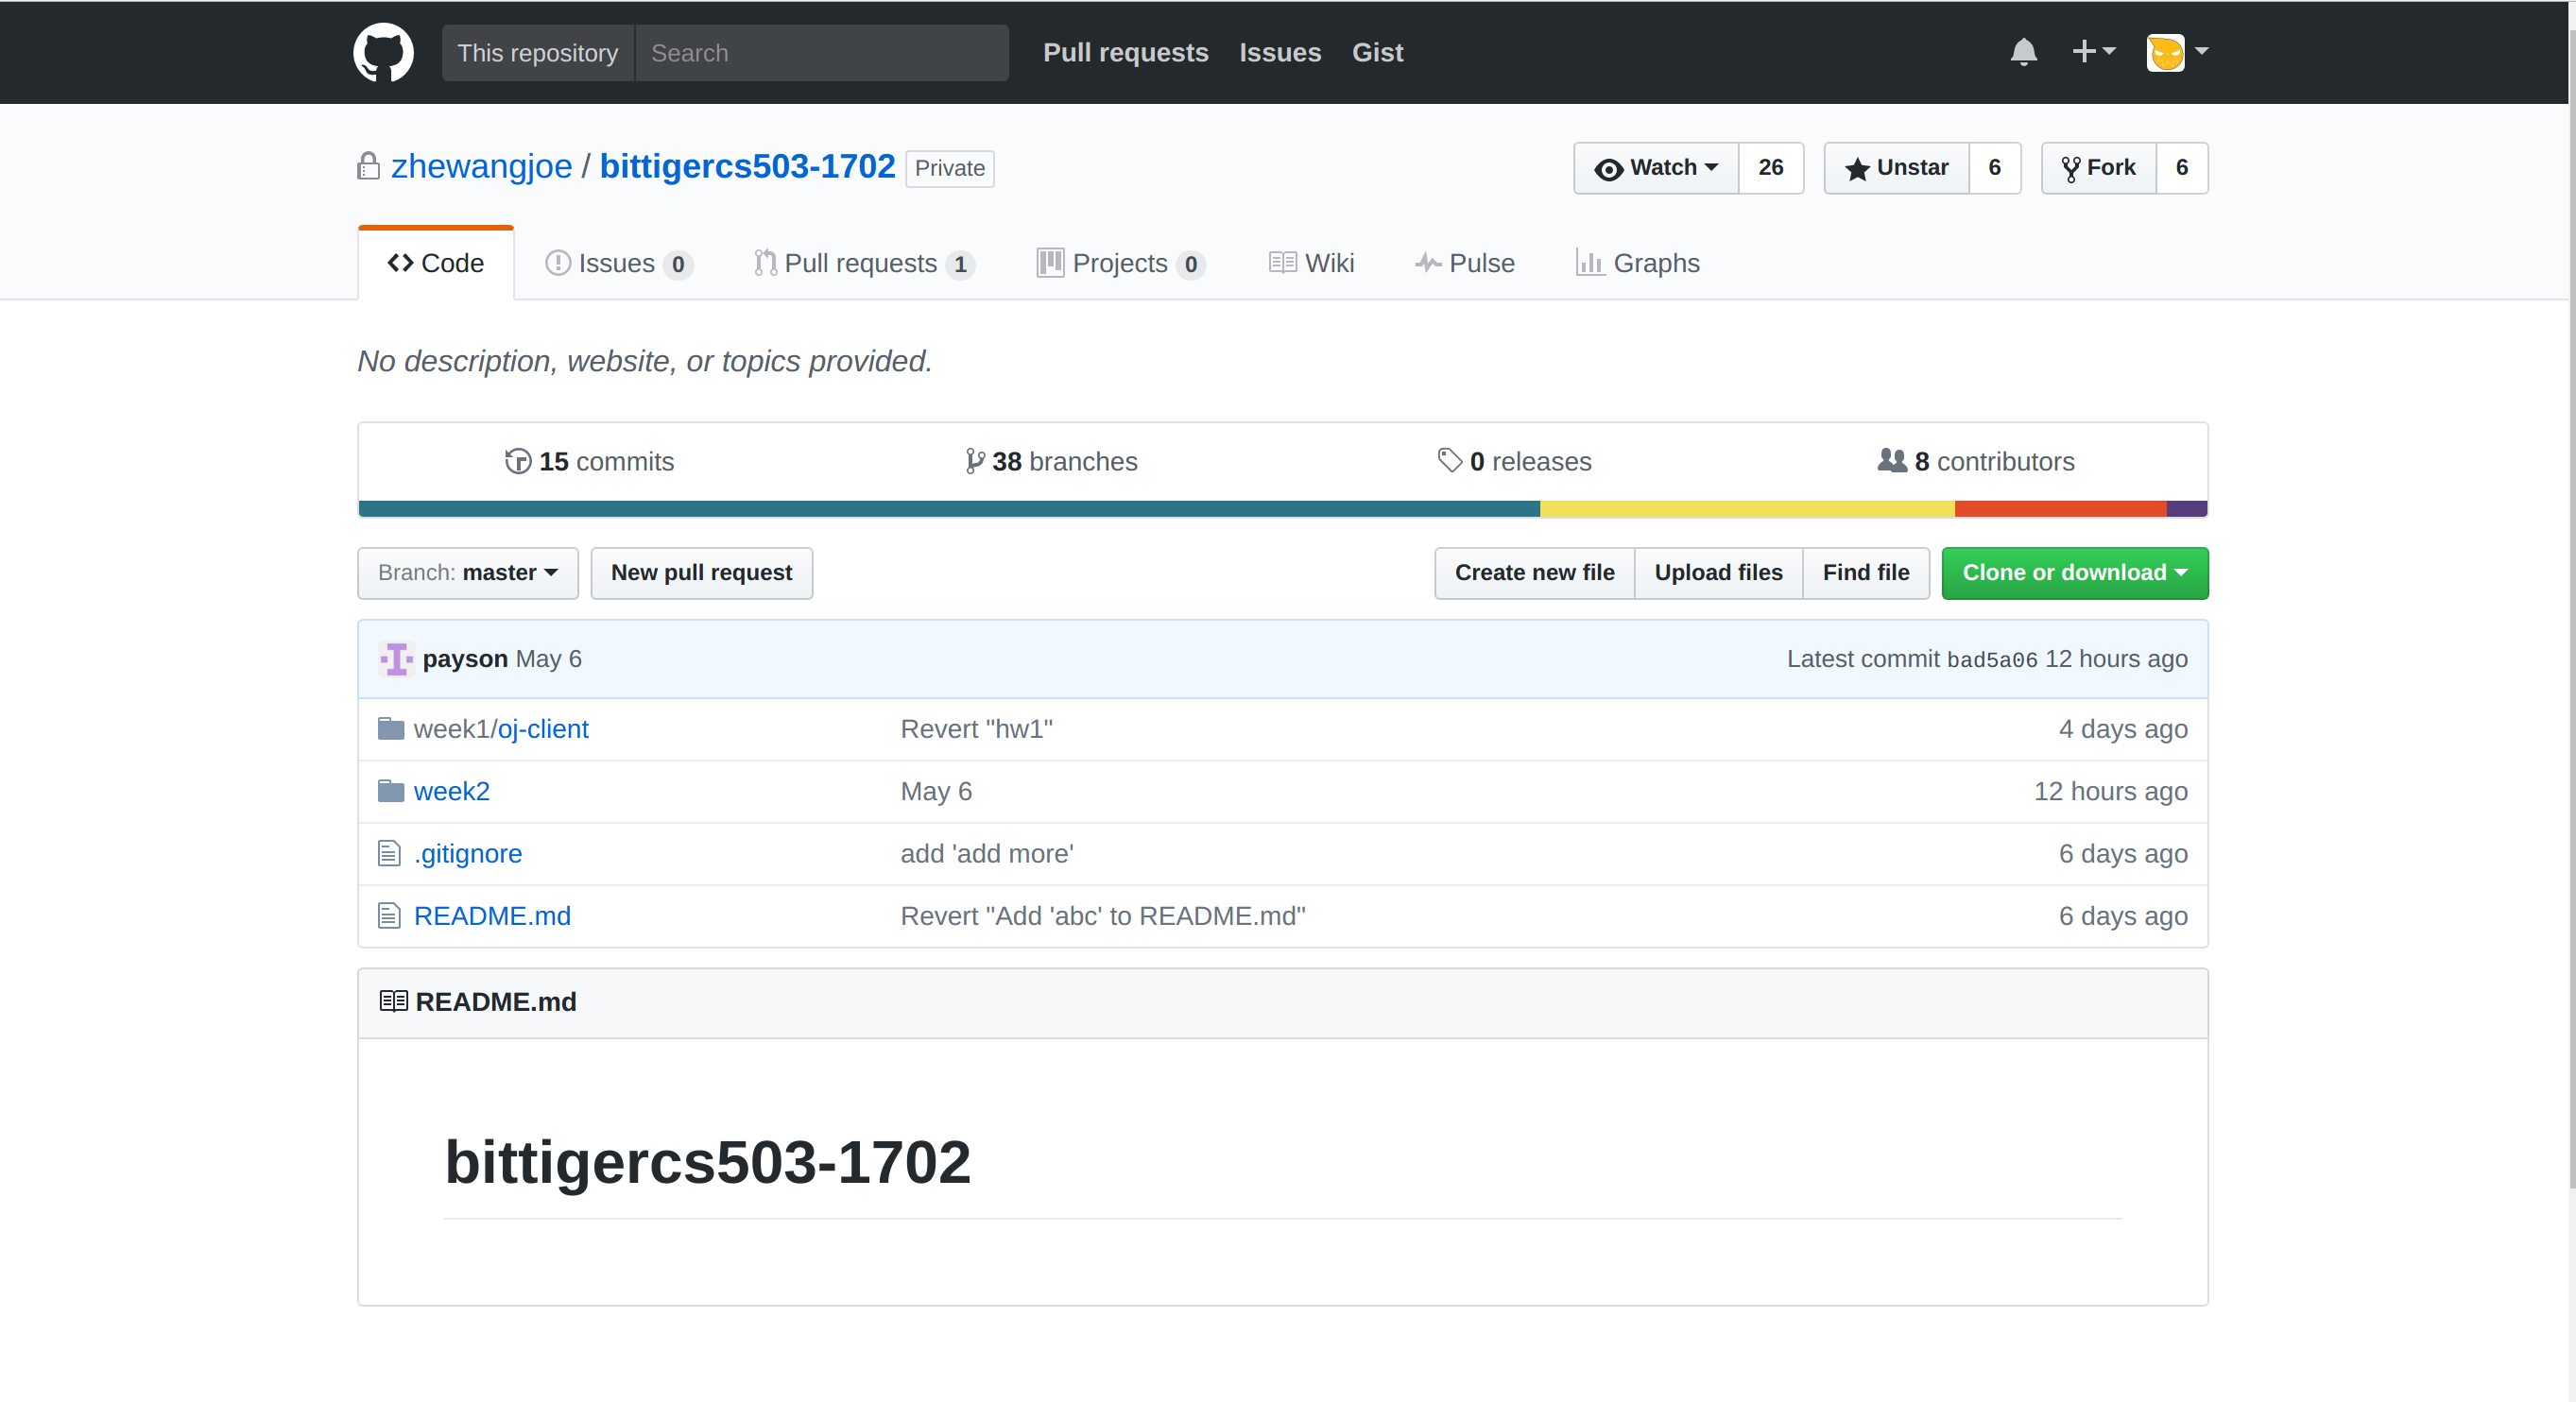 This repository Search Pull requests Issues Gist
zhewangjoe / bittigercs503-1702 Private Watch 26 Unstar 6 Fork 6
Code Issues 0 Pull requests 1 Projects 0 Wiki Pulse Graphs
No description, website, or topics provided.
15 commits 38 branches 0 releases 8 contributors
Branch: master New pull request Create new file Upload files Find file Clone or download
payson May 6 Latest commit bad5a06 12 hours ago
week1/oj-client Revert "hw1" 4 days ago
week2 May 6 12 hours ago
.gitignore add 'add more' 6 days ago
README.md Revert "Add 'abc' to README.md" 6 days ago
README.md
bittigercs503-1702